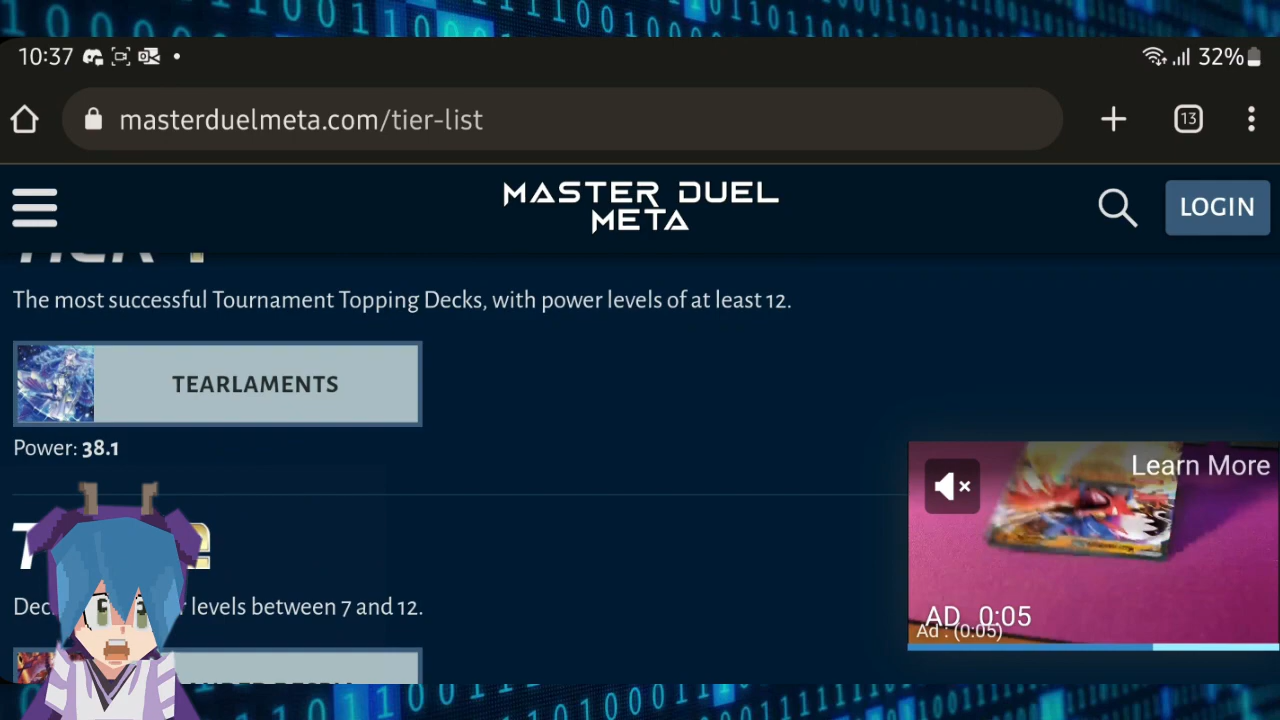 10:37
32%
masterduelmeta.com/tier-list
13
MASTER DUEL
META
LOGIN
The most successful Tournament Topping Decks, with power levels of at least 12.
TEARLAMENTS
Power: 38.1
Learn More
levels between 7 and 12.
AD 0:05
Ad : (0:05)